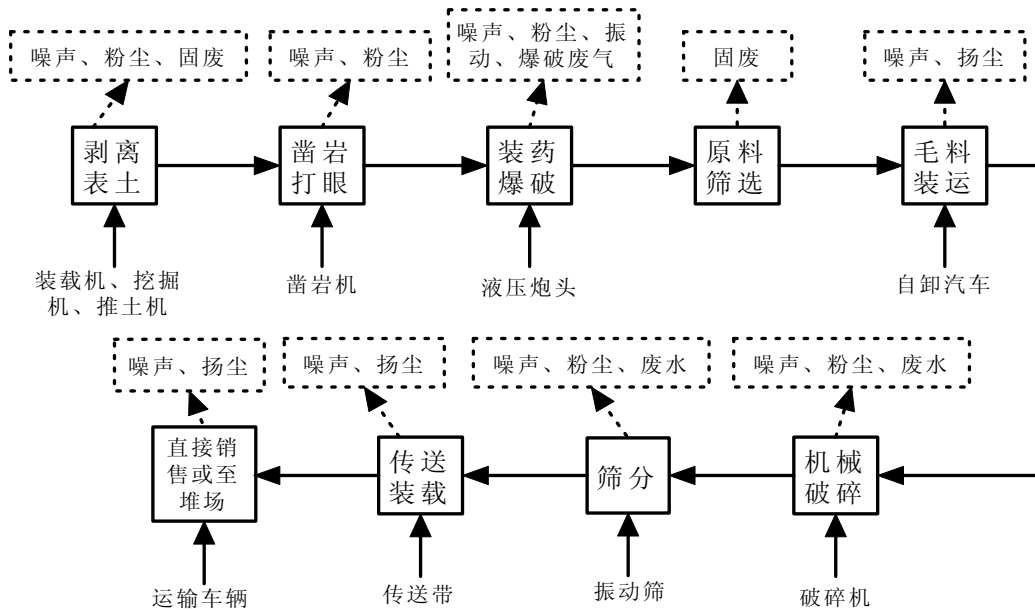 噪声、粉尘、固废
噪声、粉尘
噪声、粉尘、振
动、爆破废气
固废
噪声、扬尘
剥离
表土
凿岩
打眼
装药
爆破
原料
筛选
毛料
装运
装载机、挖掘
机、推土机
凿岩机
液压炮头
自卸汽车
噪声、扬尘
噪声、扬尘
噪声、粉尘、废水
噪声、粉尘、废水
直接销
售或至
堆场
传送
装载
筛分
机械
破碎
运输车辆
传送带
振动筛
破碎机